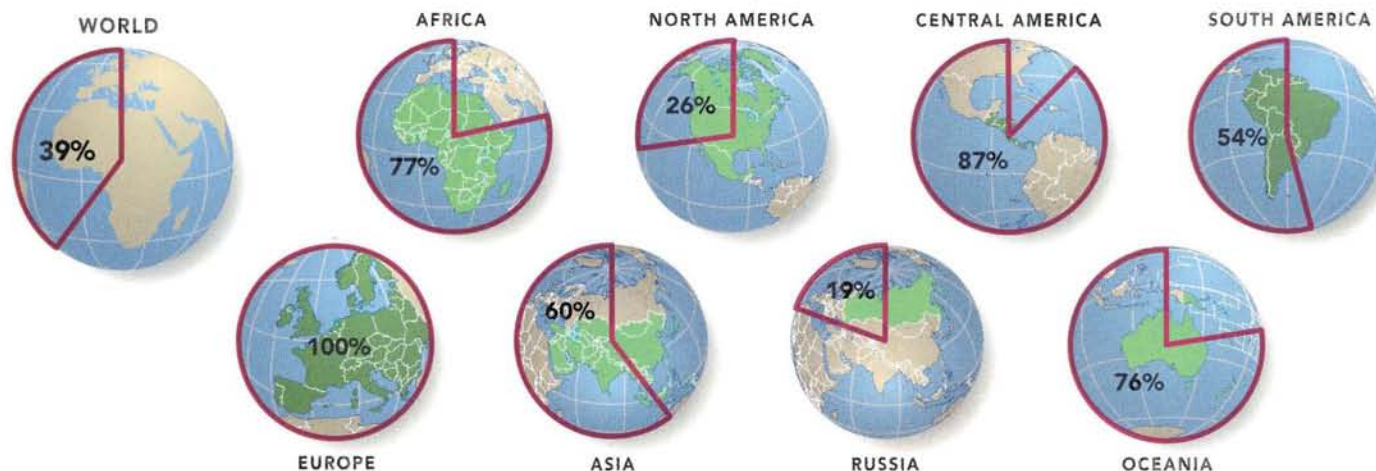 WORLD
39%
AFRICA
77%
NORTH AMERICA
26%
CENTRAL AMERICA
87%
SOUTH AMERICA
54%
100%
EUROPE
60%
ASIA
19%
RUSSIA
76%
OCEANIA